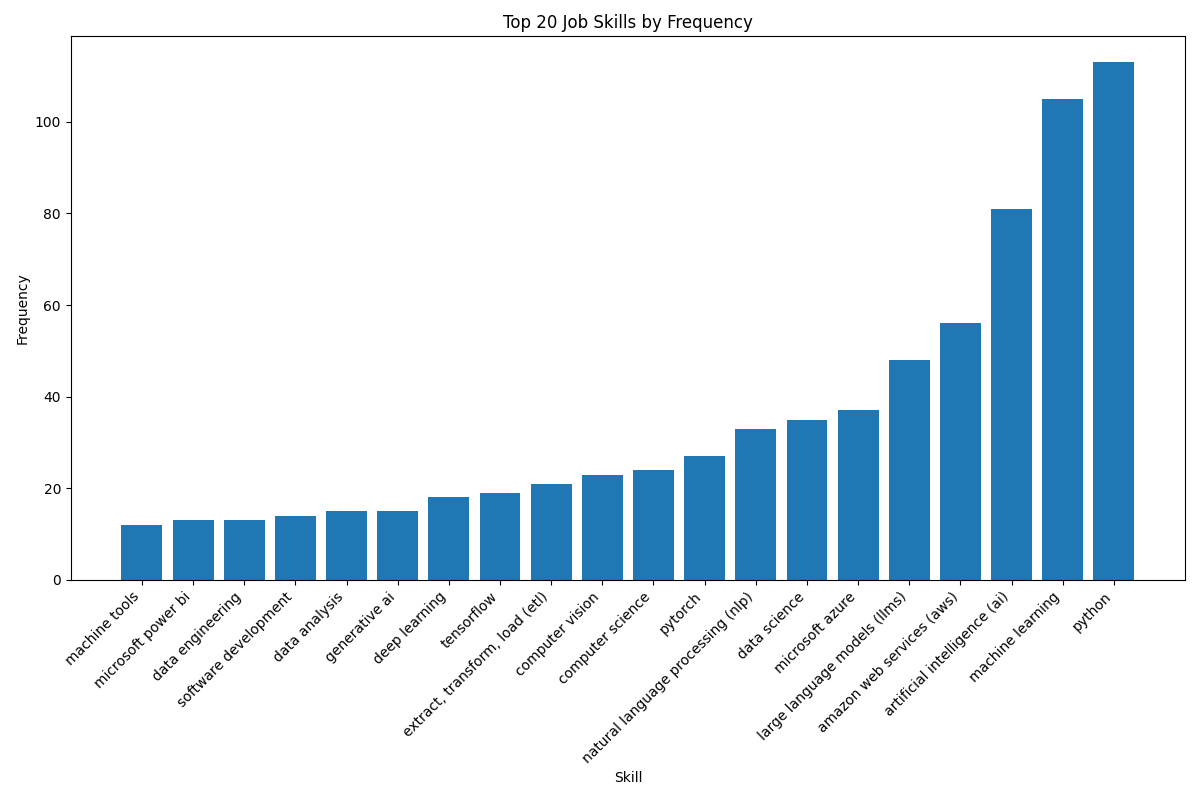 Top 20 Job Skills by Frequency
Frequency
100
80
60
40
20
0
machine tools
microsoft power bi
data engineering
software development
data analysis
generative ai
deep learning
tensorflow
extract, transform, load (etl)
computer vision
computer science
pytorch
natural language processing (nlp)
data science
microsoft azure
large language models (llms)
amazon web services (aws)
artificial intelligence (ai)
machine learning
python
Skill